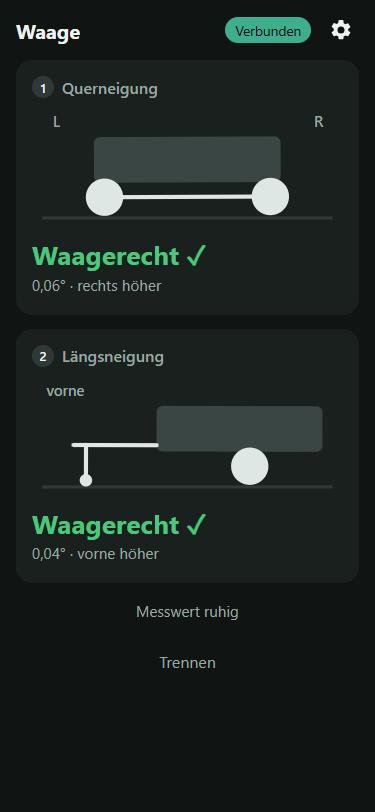 Waage
Verbunden
1 Querneigung
L R
Waagerecht ✓
0,06° · rechts höher
2 Längsneigung
vorne
Waagerecht ✓
0,04° · vorne höher
Messwert ruhig
Trennen